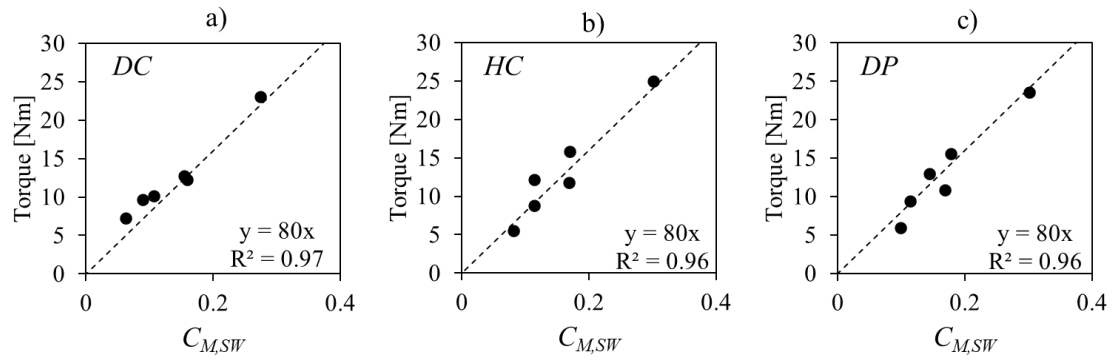 a)
DC
Torque [Nm]
30
25
20
15
10
5
0
0
0.2
0.4
y = 80x
R² = 0.97
C_{M,SW}
b)
HC
Torque [Nm]
30
25
20
15
10
5
0
0
0.2
0.4
y = 80x
R² = 0.96
C_{M,SW}
c)
DP
Torque [Nm]
30
25
20
15
10
5
0
0
0.2
0.4
y = 80x
R² = 0.96
C_{M,SW}